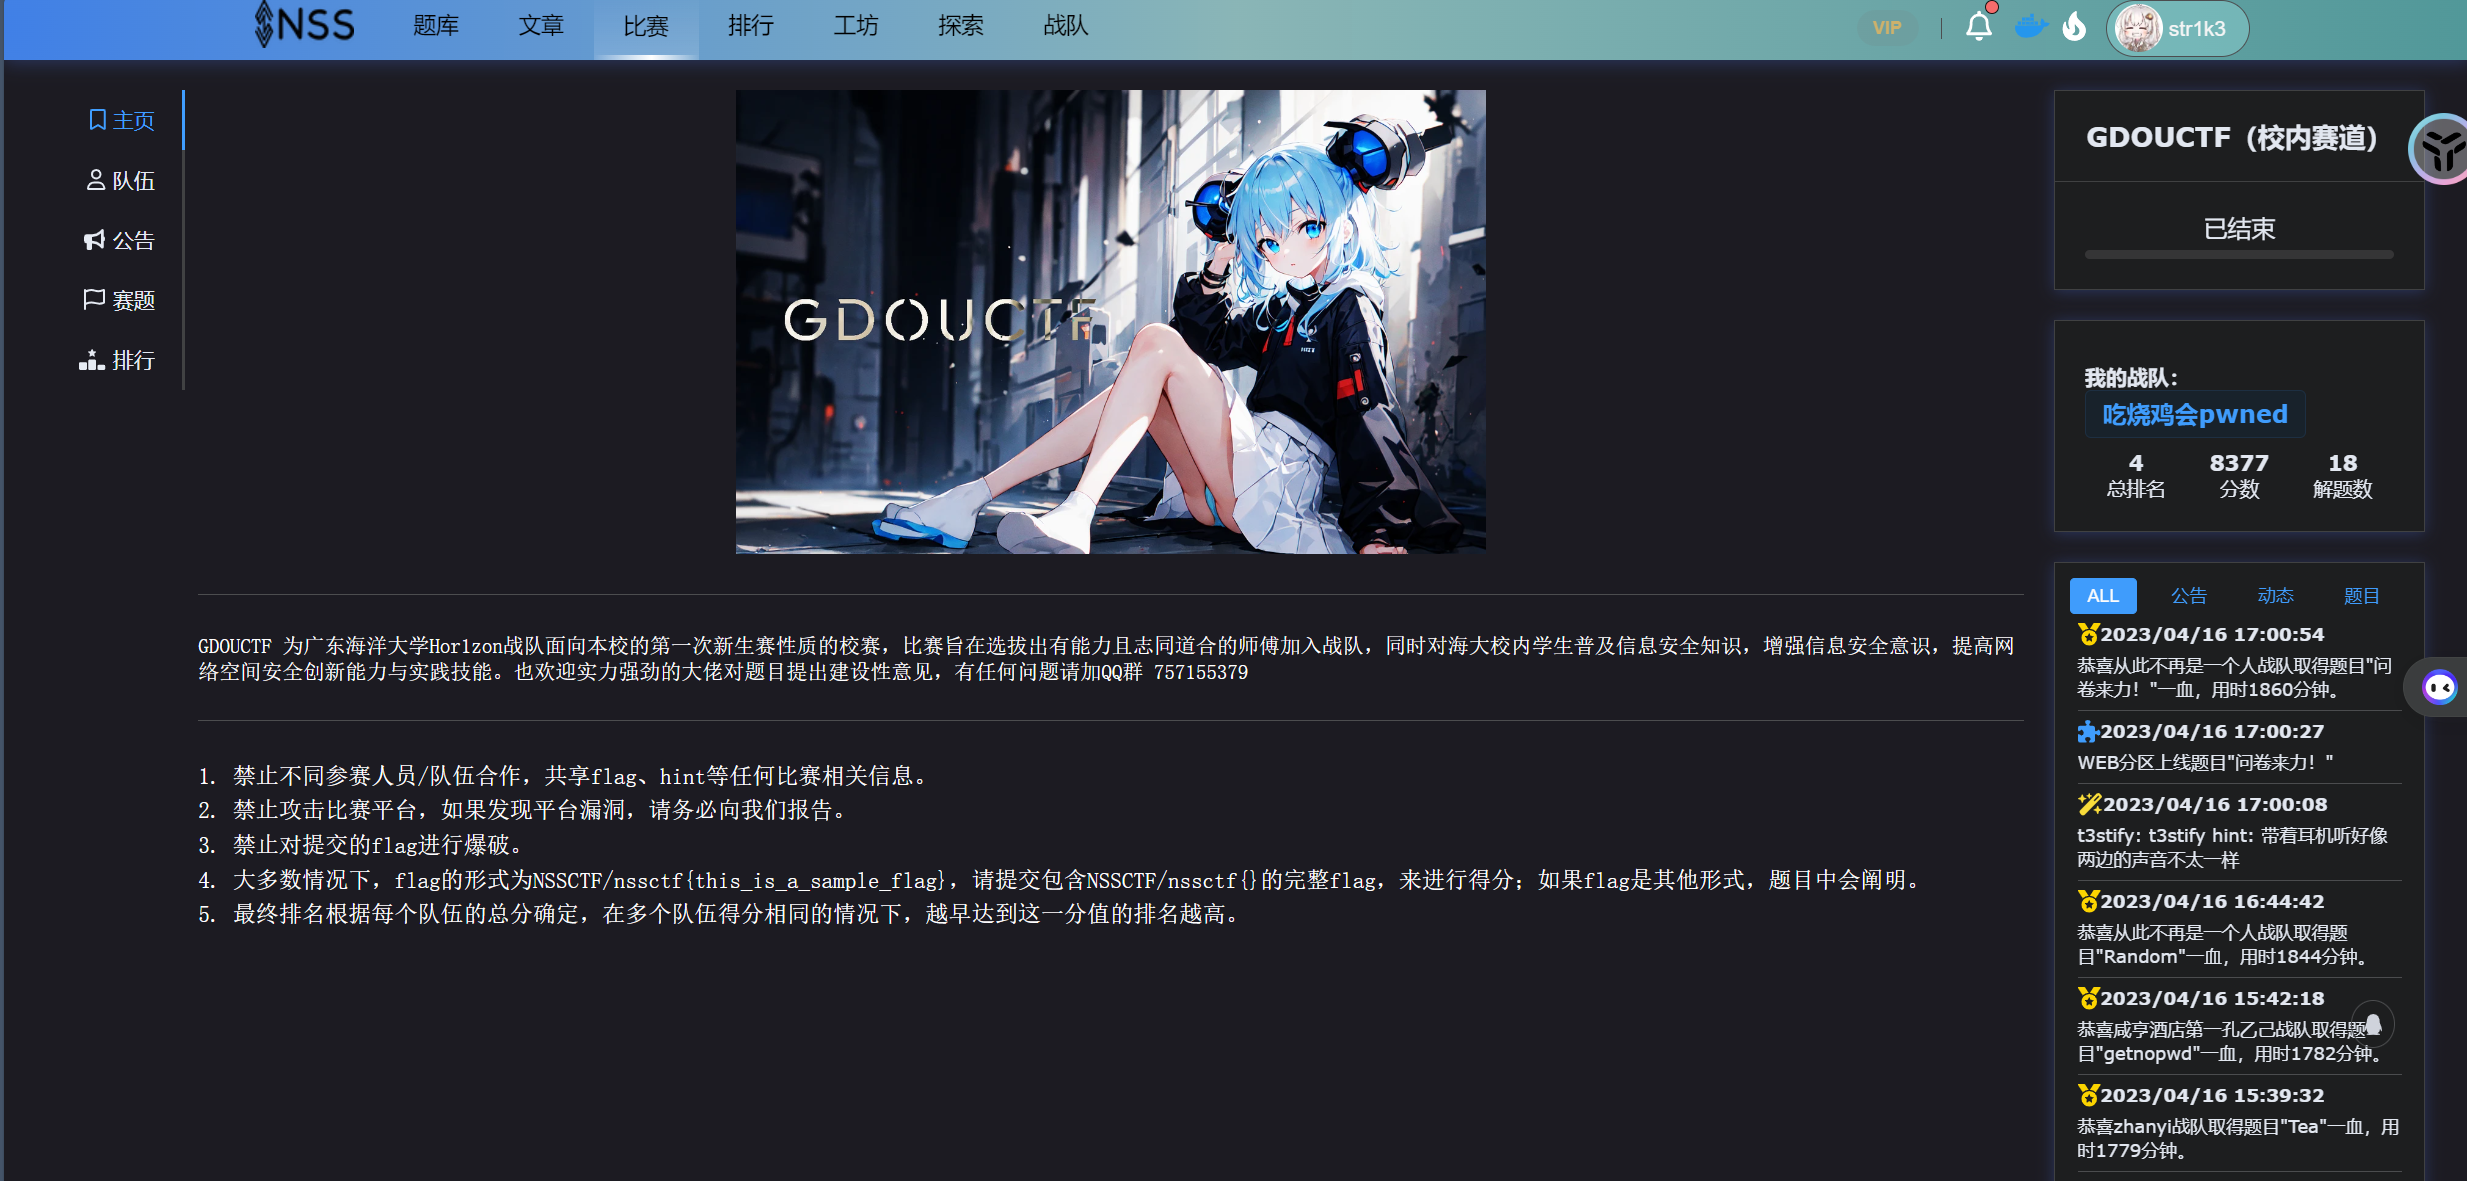 NSS
题库
文章
比赛
排行
工坊
探索
战队
VIP
str1k3
主页
队伍
公告
赛题
排行
GDOUCTF
GDOUCTF 为广东海洋大学Hor1zon战队面向本校的第一次新生赛性质的校赛，比赛旨在选拔出有能力且志同道合的师傅加入战队，同时对海大校内学生普及信息安全知识，增强信息安全意识，提高网
络空间安全创新能力与实践技能。也欢迎实力强劲的大佬对题目提出建设性意见，有任何问题请加QQ群 757155379
1. 禁止不同参赛人员/队伍合作，共享flag、hint等任何比赛相关信息。
2. 禁止攻击比赛平台，如果发现平台漏洞，请务必向我们报告。
3. 禁止对提交的flag进行爆破。
4. 大多数情况下，flag的形式为NSSCTF/nssctf{this_is_a_sample_flag}，请提交包含NSSCTF/nssctf{}的完整flag，来进行得分；如果flag是其他形式，题目中会阐明。
5. 最终排名根据每个队伍的总分确定，在多个队伍得分相同的情况下，越早达到这一分值的排名越高。
GDOUCTF（校内赛道）
已结束
我的战队：
吃烧鸡会pwned
4 8377 18
总排名 分数 解题数
ALL 公告 动态 题目
2023/04/16 17:00:54
恭喜从此不再是一个人战队取得题目"问
卷来力！"一血，用时1860分钟。
2023/04/16 17:00:27
WEB分区上线题目"问卷来力！"
2023/04/16 17:00:08
t3stify: t3stify hint: 带着耳机听好像
两边的声音不太一样
2023/04/16 16:44:42
恭喜从此不再是一个人战队取得题
目"Random"一血，用时1844分钟。
2023/04/16 15:42:18
恭喜咸亨酒店第一孔乙己战队取得题
目"getnopwd"一血，用时1782分钟。
2023/04/16 15:39:32
恭喜zhanyi战队取得题目"Tea"一血，用
时1779分钟。